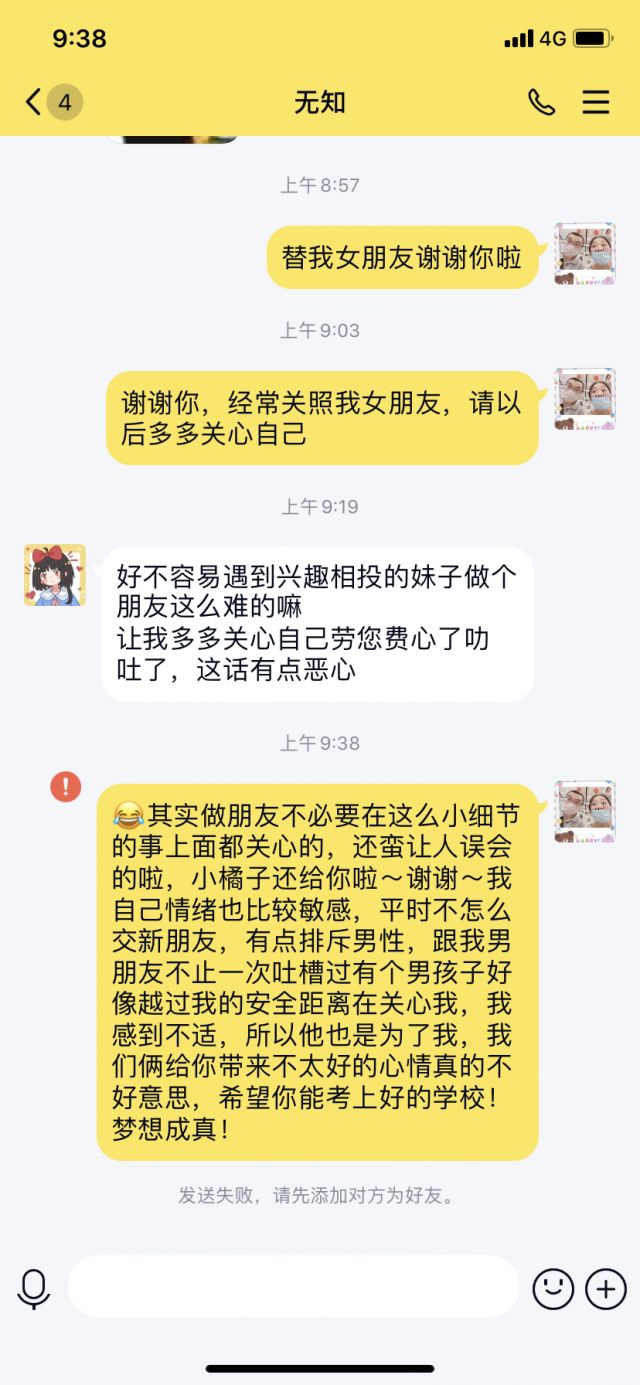 9:38
4G
4
无知
上午 8:57
替我女朋友谢谢你啦
上午 9:03
谢谢你，经常关照我女朋友，请以
后多多关心自己
上午 9:19
好不容易遇到兴趣相投的妹子做个
朋友这么难的嘛
让我多多关心自己劳您费心了叻
吐了，这话有点恶心
上午 9:38
😂其实做朋友不必要在这么小细节
的事上面都关心的，还蛮让人误会
的啦，小橘子还给你啦～谢谢～我
自己情绪也比较敏感，平时不怎么
交新朋友，有点排斥男性，跟我男
朋友不止一次吐槽过有个男孩子好
像越过我的安全距离在关心我，我
感到不适，所以他也是为了我，我
们俩给你带来不太好的心情真的不
好意思，希望你能考上好的学校！
梦想成真！
发送失败，请先添加对方为好友。